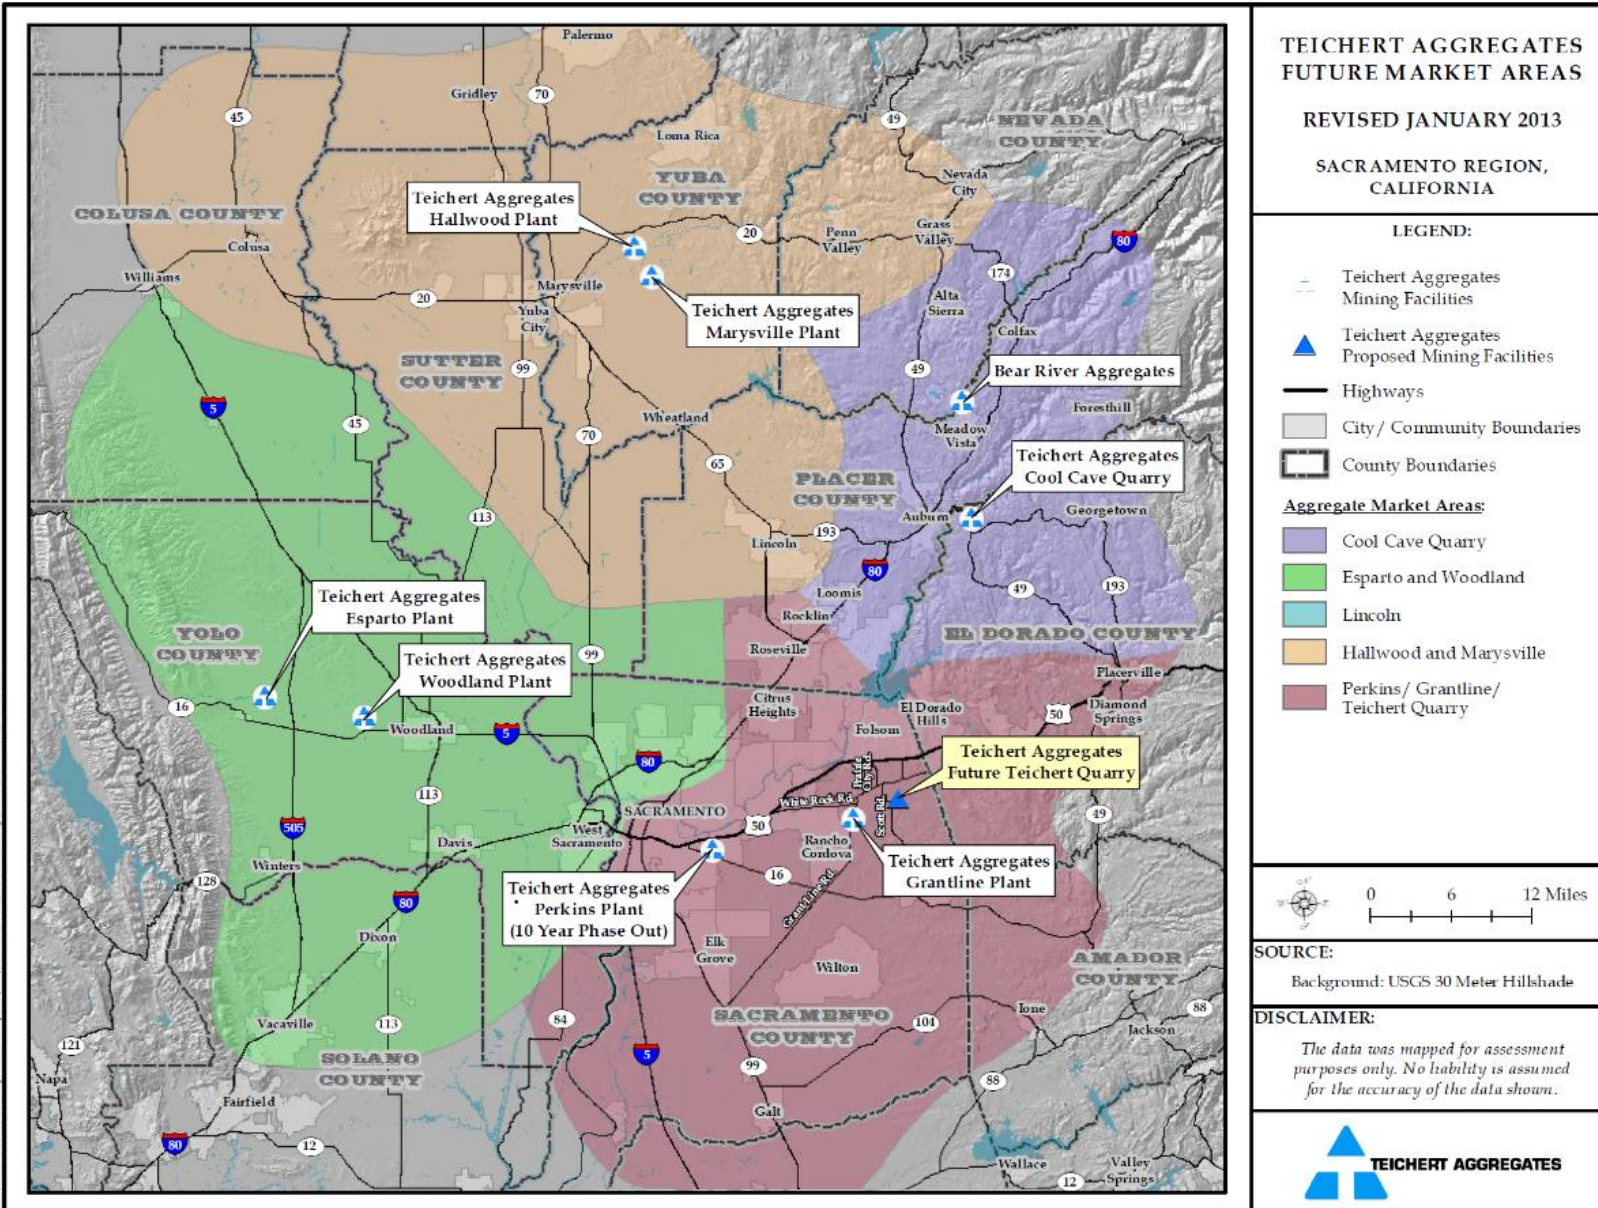 TEICHERT AGGREGATES
FUTURE MARKET AREAS
REVISED JANUARY 2013
SACRAMENTO REGION,
CALIFORNIA
LEGEND:
Teichert Aggregates
Mining Facilities
Teichert Aggregates
Proposed Mining Facilities
Highways
City/ Community Boundaries
County Boundaries
Aggregate Market Areas:
Cool Cave Quarry
Esparto and Woodland
Lincoln
Hallwood and Marysville
Perkins/ Grantline/
Teichert Quarry
0 6 12 Miles
SOURCE:
Background: USGS 30 Meter Hillshade
DISCLAIMER:
The data was mapped for assessment
purposes only. No liability is assumed
for the accuracy of the data shown.
TEICHERT AGGREGATES
Palermo
Gridley
70
45
49
NEVADA
COUNTY
Loma Rica
YUBA
COUNTY
Nevada
City
Teichert Aggregates
Hallwood Plant
COLUSA COUNTY
Colusa
20
Penn
Valley
Grass
Valley
80
Williams
174
Marysville
20
Alta
Sierra
Teichert Aggregates
Marysville Plant
Yuba
City
Colfax
SUTTER
COUNTY
99
49
Bear River Aggregates
5
45
Wheatland
Foresthill
70
Meadow
Vista
65
Teichert Aggregates
Cool Cave Quarry
PLACER
COUNTY
113
Auburn
Georgetown
Lincoln
193
80
49
193
Teichert Aggregates
Esparto Plant
Loomis
Rocklin
YOLO
COUNTY
EL DORADO COUNTY
Roseville
99
Teichert Aggregates
Woodland Plant
Placerville
16
Citrus
Heights
El Dorado
Hills
50
Diamond
Springs
Woodland
5
Folsom
80
Teichert Aggregates
Future Teichert Quarry
Prairie
City Rd.
White Rock Rd.
Scott Rd.
113
SACRAMENTO
505
West
Sacramento
50
49
Davis
Rancho
Cordova
Winters
Teichert Aggregates
Grantline Plant
128
16
80
Teichert Aggregates
Perkins Plant
(10 Year Phase Out)
Grant Line Rd.
Dixon
Elk
Grove
Wilton
AMADOR
COUNTY
Vacaville
113
84
SACRAMENTO
COUNTY
104
Ione
88
Jackson
121
SOLANO
COUNTY
5
99
88
Napa
Fairfield
Galt
80
12
Wallace
12
Valley
Springs